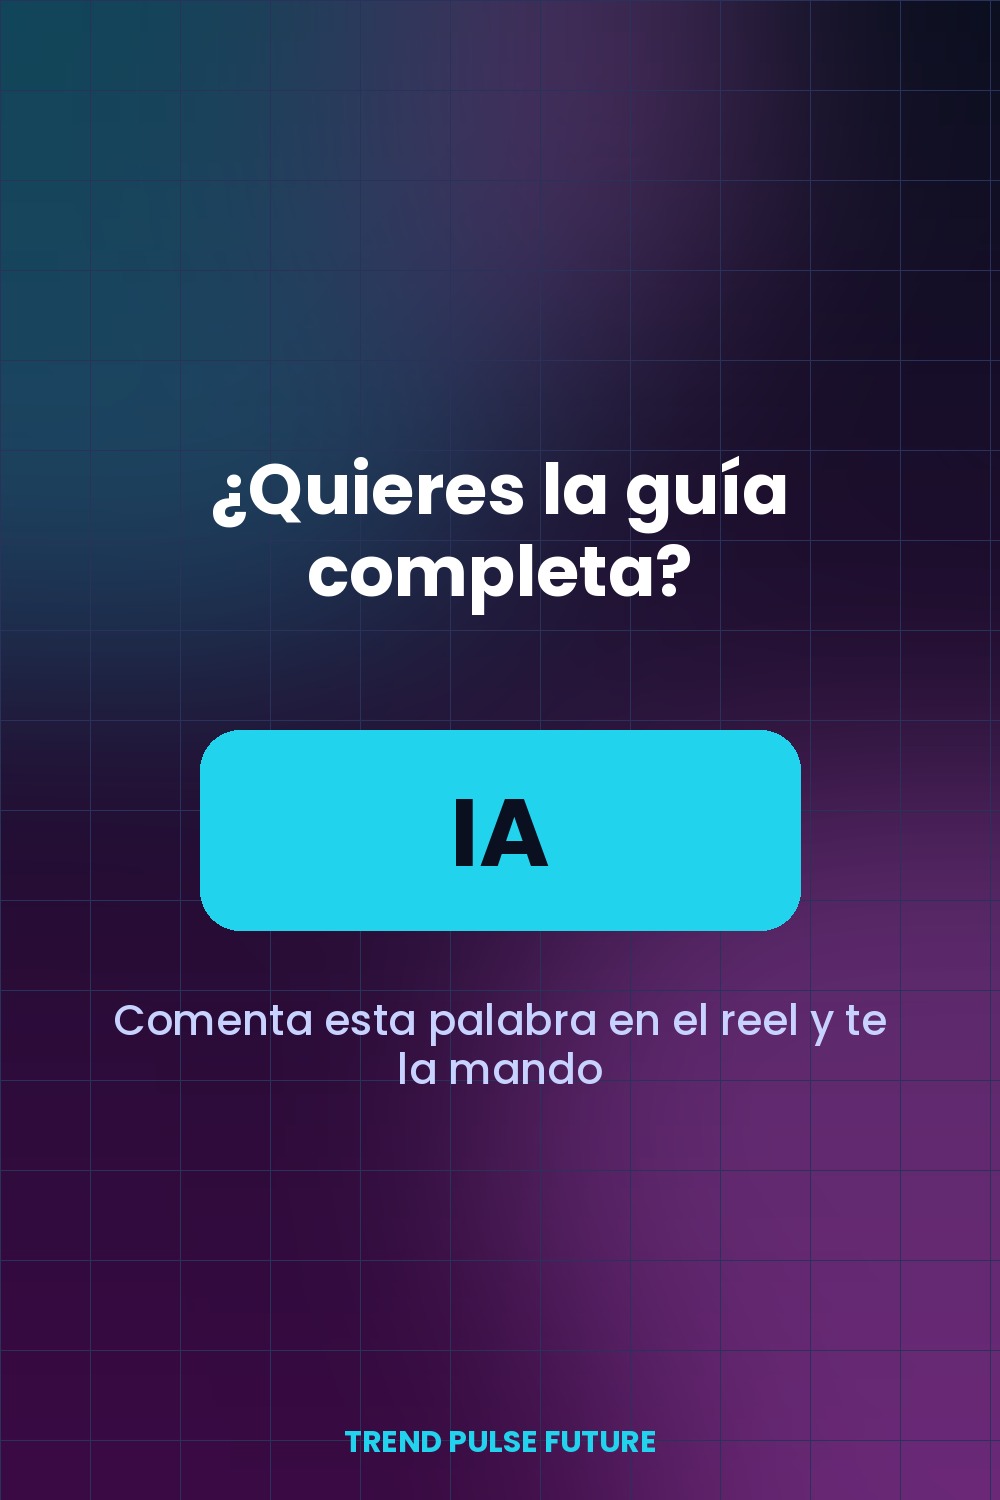 ¿Quieres la guía
completa?
IA
Comenta esta palabra en el reel y te
la mando
TREND PULSE FUTURE